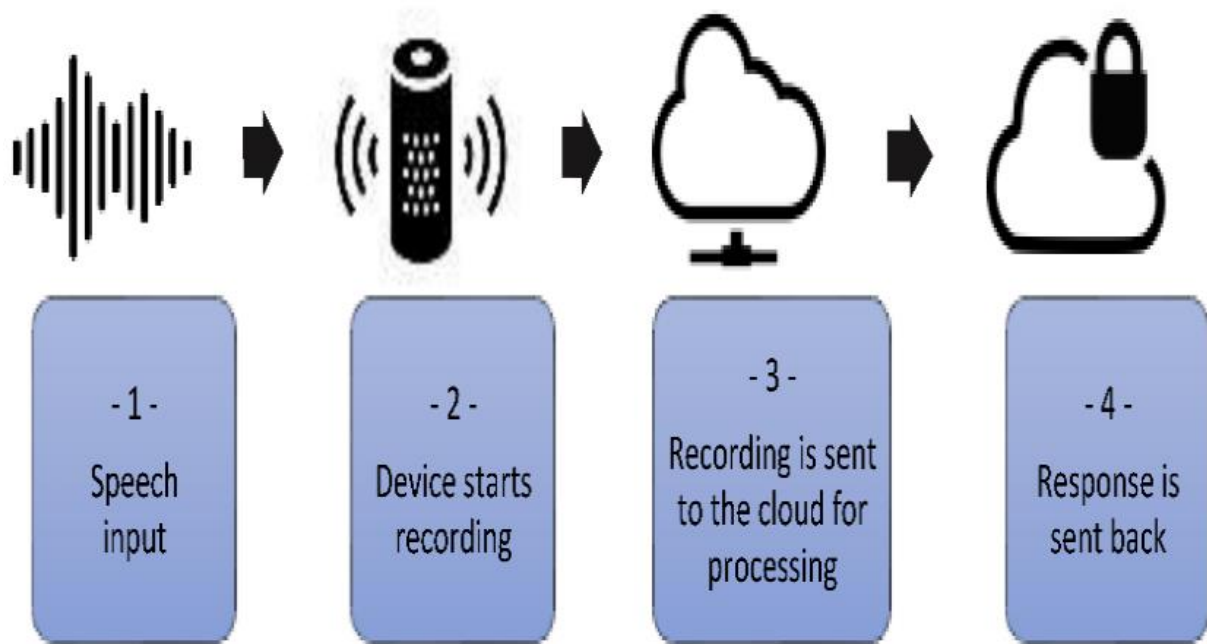 - 1 -
Speech
input
- 2 -
Device starts
recording
- 3 -
Recording is sent
to the cloud for
processing
- 4 -
Response is
sent back